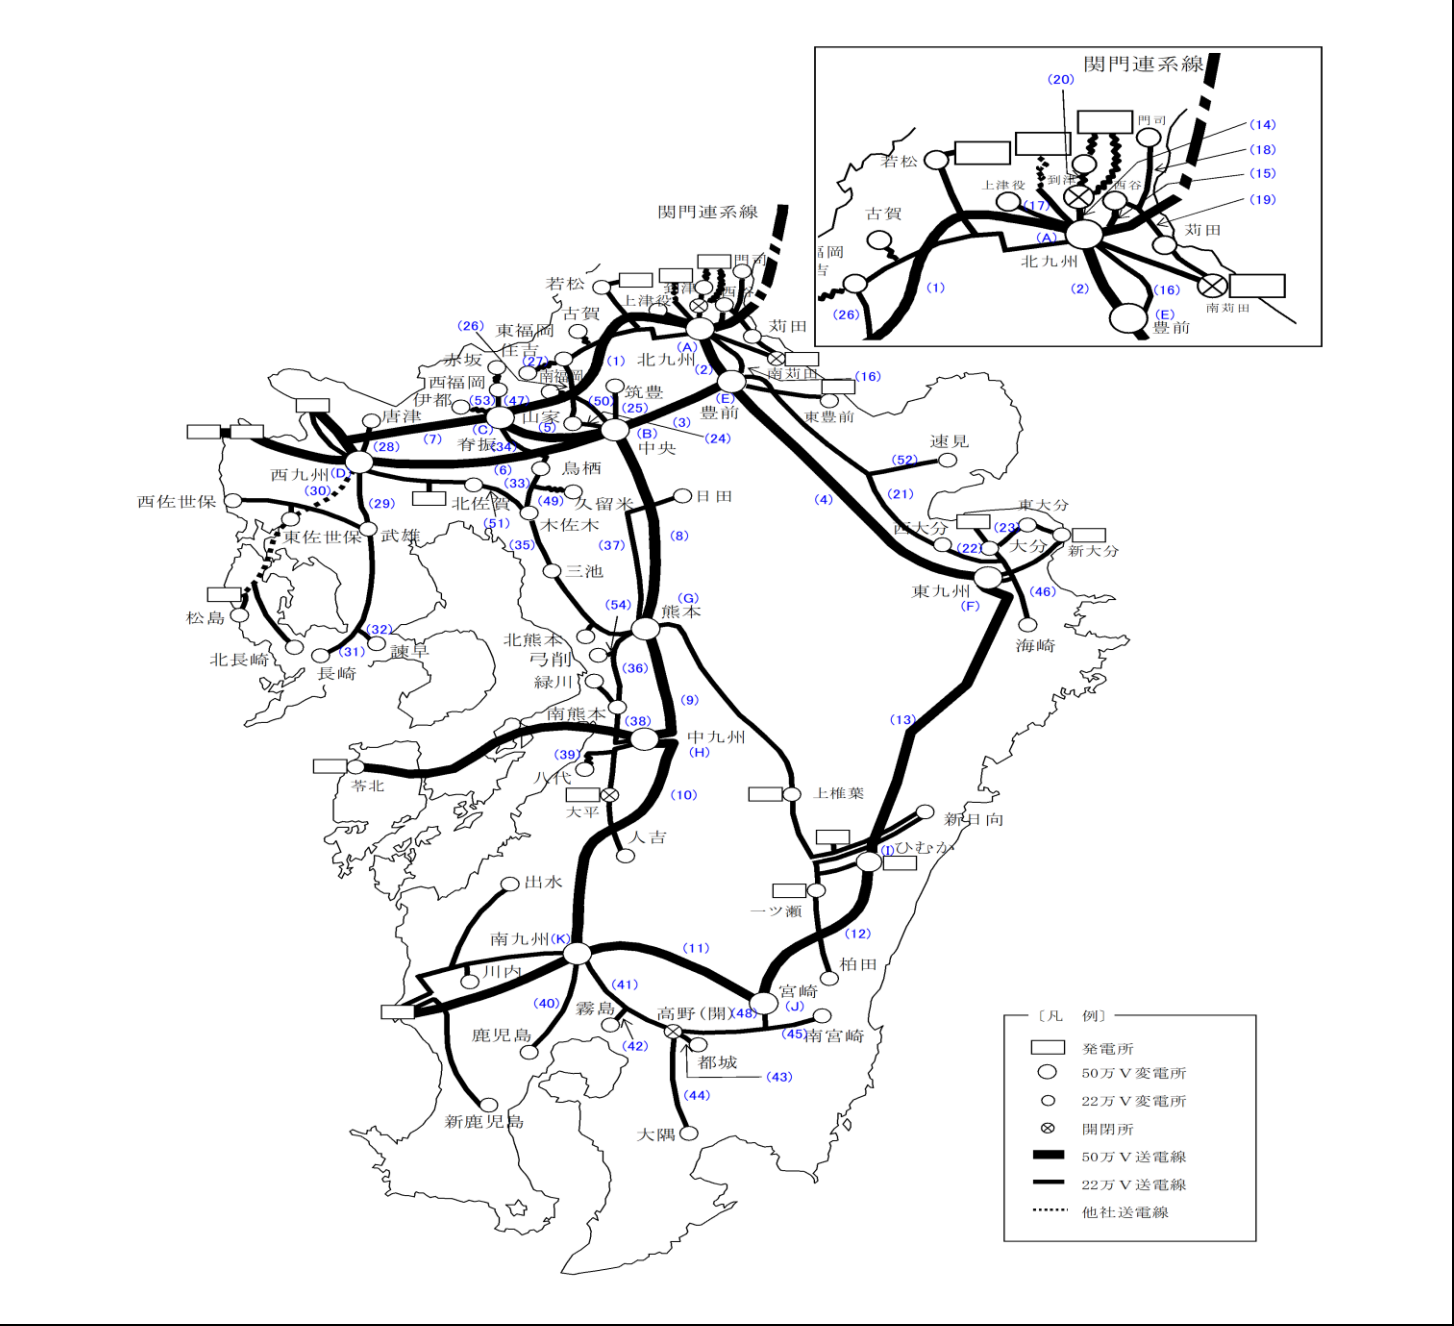 関門連系線
(20)
門司
(14)
(18)
若松
到津
西谷
(15)
上津役
(17)
(19)
古賀
(A)
苅田
福岡
北九州
吉
(1)
(2)
(16)
南苅田
(26)
(E)
豊前
関門連系線
門司
若松
到津
西谷
上津役
古賀
(26)
東福岡
苅田
住吉
(A)
赤坂
(27)
(1)
北九州
(2)
南苅田
(16)
西福岡
南福岡
筑豊
伊都
(53)
(47)
(50)
(E)
(25)
豊前
東豊前
唐津
山家
(3)
(C)
(5)
(B)
(24)
(7)
脊振
(34)
中央
速見
(28)
(52)
西九州
(D)
(6)
鳥栖
(30)
(33)
(21)
(4)
西佐世保
(29)
北佐賀
(49)
久留米
日田
東大分
(51)
木佐木
西大分
(23)
東佐世保
武雄
(8)
(35)
(37)
(22)
大分
新大分
三池
東九州
(46)
(54)
(G)
(F)
松島
熊本
(32)
北熊本
海崎
諫早
(31)
北長崎
弓削
(36)
長崎
緑川
(9)
南熊本
(38)
(13)
中九州
(39)
(H)
八代
苓北
(10)
上椎葉
大平
新日向
人吉
(I)
ひむか
出水
一ツ瀬
(12)
南九州
(K)
(11)
川内
柏田
(41)
宮崎
(40)
霧島
高野(開)
(48)
(J)
〔凡 例〕
鹿児島
(42)
(45)
南宮崎
発電所
都城
50万V変電所
(43)
(44)
22万V変電所
新鹿児島
大隅
開閉所
50万V送電線
22万V送電線
他社送電線